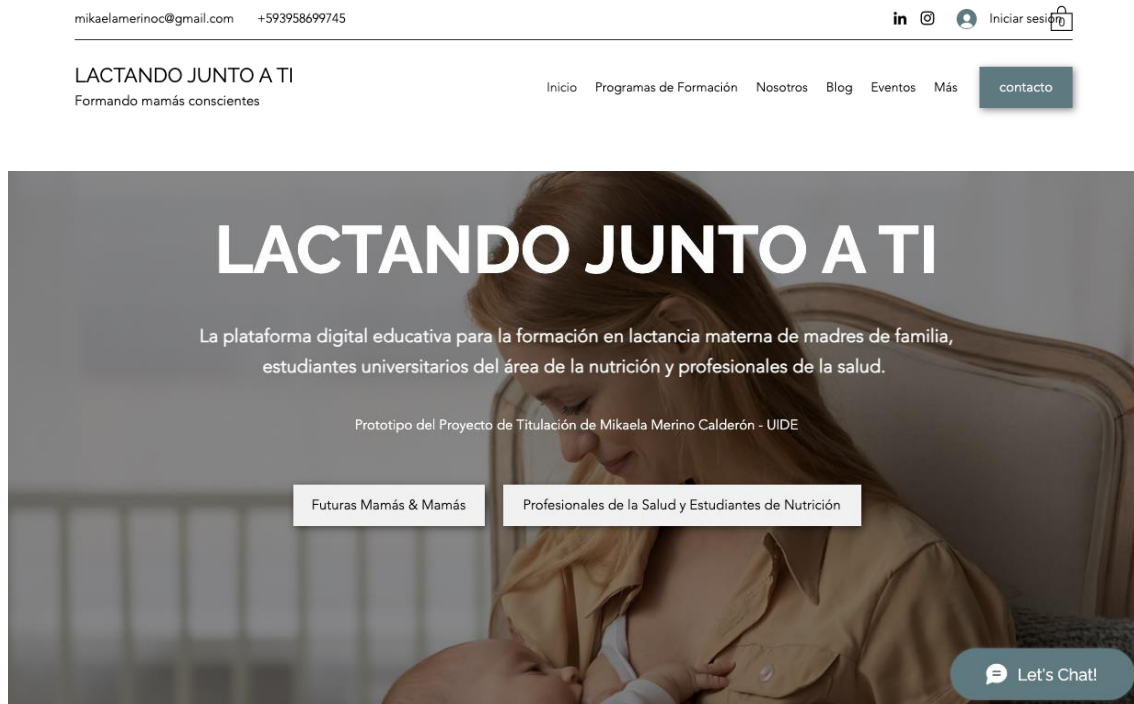 mikaelamerinoc@gmail.com +593958699745 in Iniciar sesión 0
LACTANDO JUNTO A TI
Formando mamás conscientes
Inicio Programas de Formación Nosotros Blog Eventos Más contacto
LACTANDO JUNTO A TI
La plataforma digital educativa para la formación en lactancia materna de madres de familia,
estudiantes universitarios del área de la nutrición y profesionales de la salud.
Prototipo del Proyecto de Titulación de Mikaela Merino Calderón - UIDE
Futuras Mamás & Mamás Profesionales de la Salud y Estudiantes de Nutrición
Let's Chat!